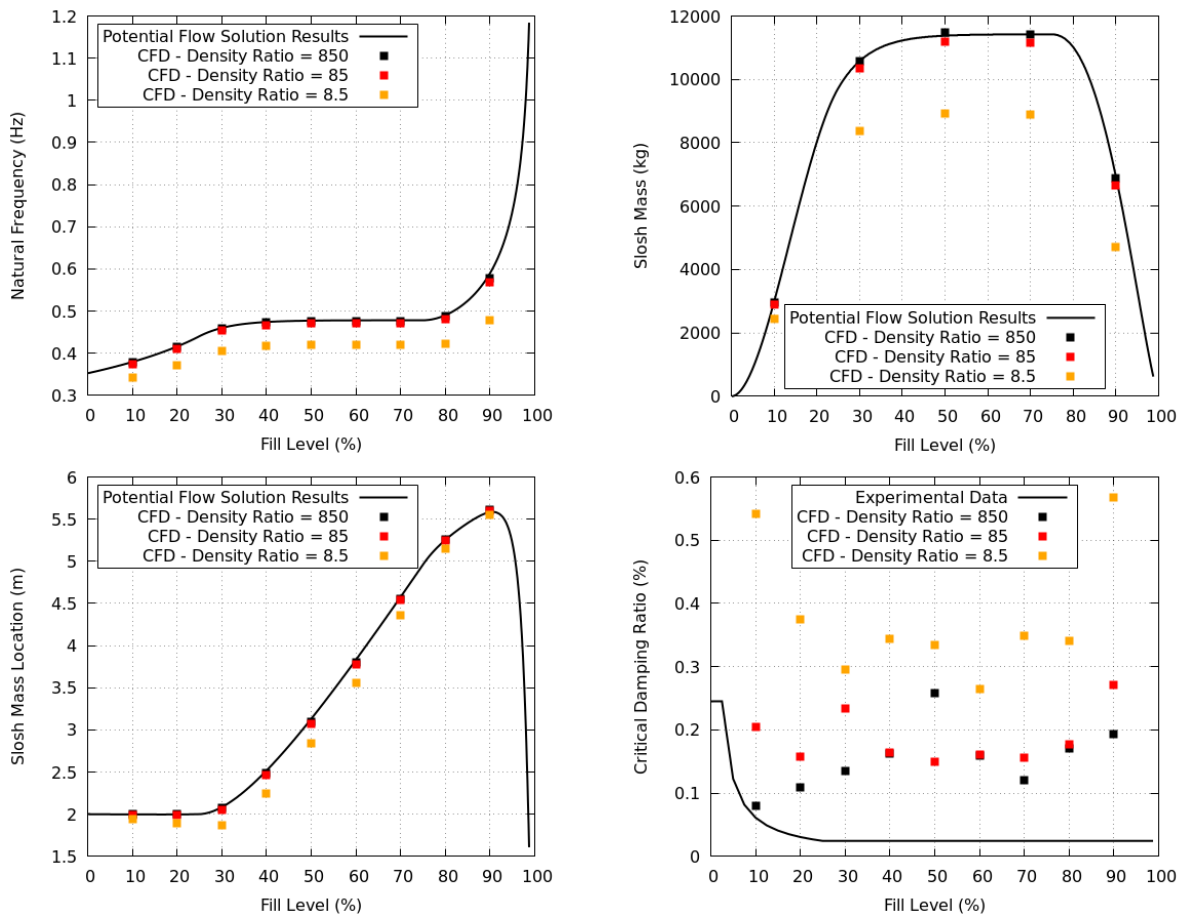 Natural Frequency (Hz)
1.2
1.1
1
0.9
0.8
0.7
0.6
0.5
0.4
0.3
Potential Flow Solution Results
CFD - Density Ratio = 850
CFD - Density Ratio = 85
CFD - Density Ratio = 8.5
0 10 20 30 40 50 60 70 80 90 100
Fill Level (%)
Slosh Mass (kg)
12000
10000
8000
6000
4000
2000
0
Potential Flow Solution Results
CFD - Density Ratio = 850
CFD - Density Ratio = 85
CFD - Density Ratio = 8.5
0 10 20 30 40 50 60 70 80 90 100
Fill Level (%)
Slosh Mass Location (m)
6
5.5
5
4.5
4
3.5
3
2.5
2
1.5
Potential Flow Solution Results
CFD - Density Ratio = 850
CFD - Density Ratio = 85
CFD - Density Ratio = 8.5
0 10 20 30 40 50 60 70 80 90 100
Fill Level (%)
Critical Damping Ratio (%)
0.6
0.5
0.4
0.3
0.2
0.1
0
Experimental Data
CFD - Density Ratio = 850
CFD - Density Ratio = 85
CFD - Density Ratio = 8.5
0 10 20 30 40 50 60 70 80 90 100
Fill Level (%)